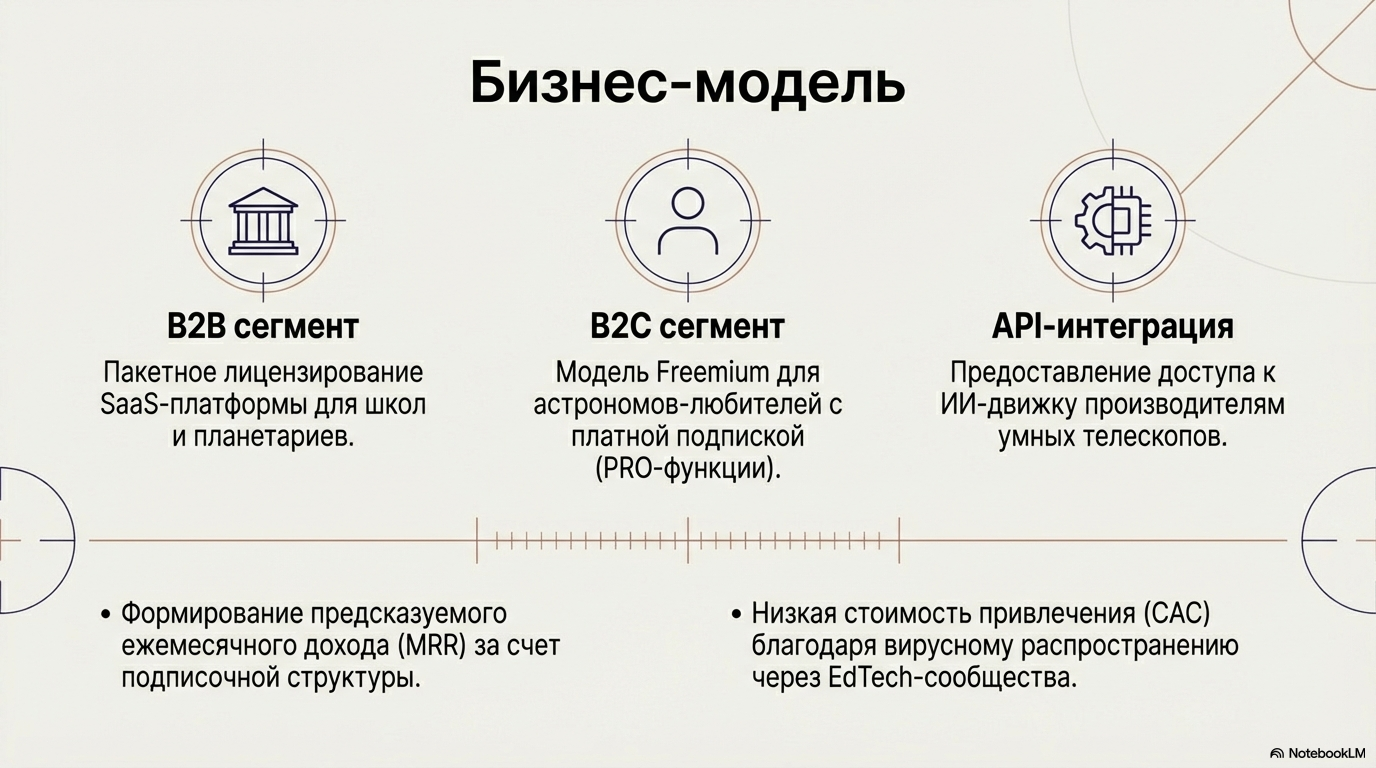 Бизнес-модель
B2B сегмент
Пакетное лицензирование
SaaS-платформы для школ
и планетариев.
B2C сегмент
Модель Freemium для
астрономов-любителей с
платной подпиской
(PRO-функции).
API-интеграция
Предоставление доступа к
ИИ-движку производителям
умных телескопов.
• Формирование предсказуемого
ежемесячного дохода (MRR) за счет
подписочной структуры.
• Низкая стоимость привлечения (CAC)
благодаря вирусному распространению
через EdTech-сообщества.
NotebookLM